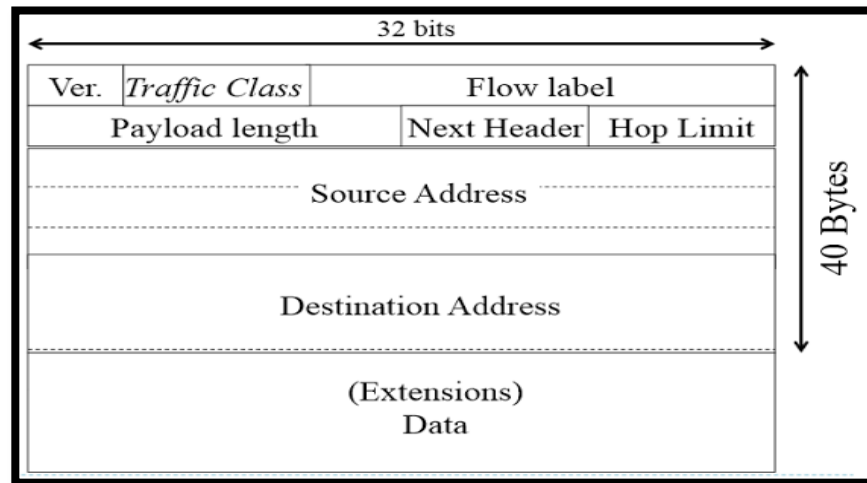 32 bits
Ver. Traffic Class Flow label
Payload length Next Header Hop Limit
Source Address
Destination Address
(Extensions)
Data
40 Bytes